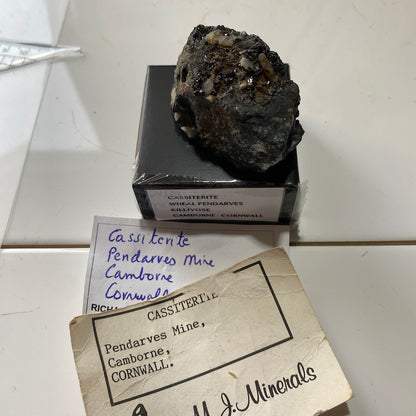 CASSITERITE
WHEAL PENDARVES
KILLIVOSE
CAMBORNE CORNWALL
Cassiterite
Pendarves Mine
Camborne
Cornwall
CASSITERITE
Pendarves Mine,
Camborne,
CORNWALL.
M. J. Minerals